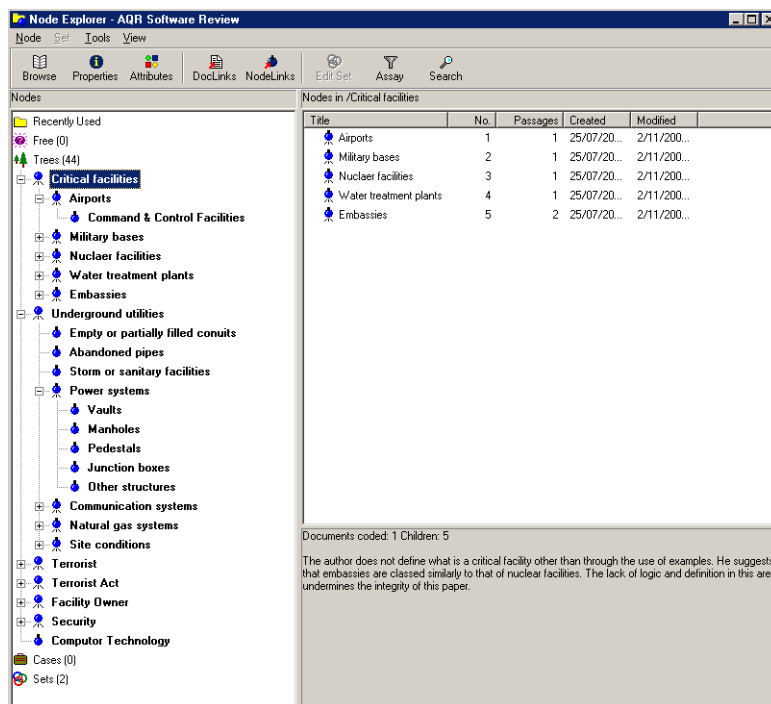 Node Explorer - AQR Software Review
Node Set Tools View
Browse Properties Attributes DocLinks NodeLinks Edit Set Assay Search
Nodes
Recently Used
Free (0)
Trees (44)
Critical facilities
Airports
Command & Control Facilities
Military bases
Nuclaer facilities
Water treatment plants
Embassies
Underground utilities
Empty or partially filled conuits
Abandoned pipes
Storm or sanitary facilities
Power systems
Vaults
Manholes
Pedestals
Junction boxes
Other structures
Communication systems
Natural gas systems
Site conditions
Terrorist
Terrorist Act
Facility Owner
Security
Computor Technology
Cases (0)
Sets (2)
Nodes in /Critical facilities
Title No. Passages Created Modified
Airports 1 1 25/07/20... 2/11/200...
Military bases 2 1 25/07/20... 2/11/200...
Nuclaer facilities 3 1 25/07/20... 2/11/200...
Water treatment plants 4 1 25/07/20... 2/11/200...
Embassies 5 2 25/07/20... 2/11/200...
Documents coded: 1 Children: 5
The author does not define what is a critical facility other than through the use of examples. He suggests
that embassies are classed similarly to that of nuclear facilities. The lack of logic and definition in this are
undermines the integrity of this paper.